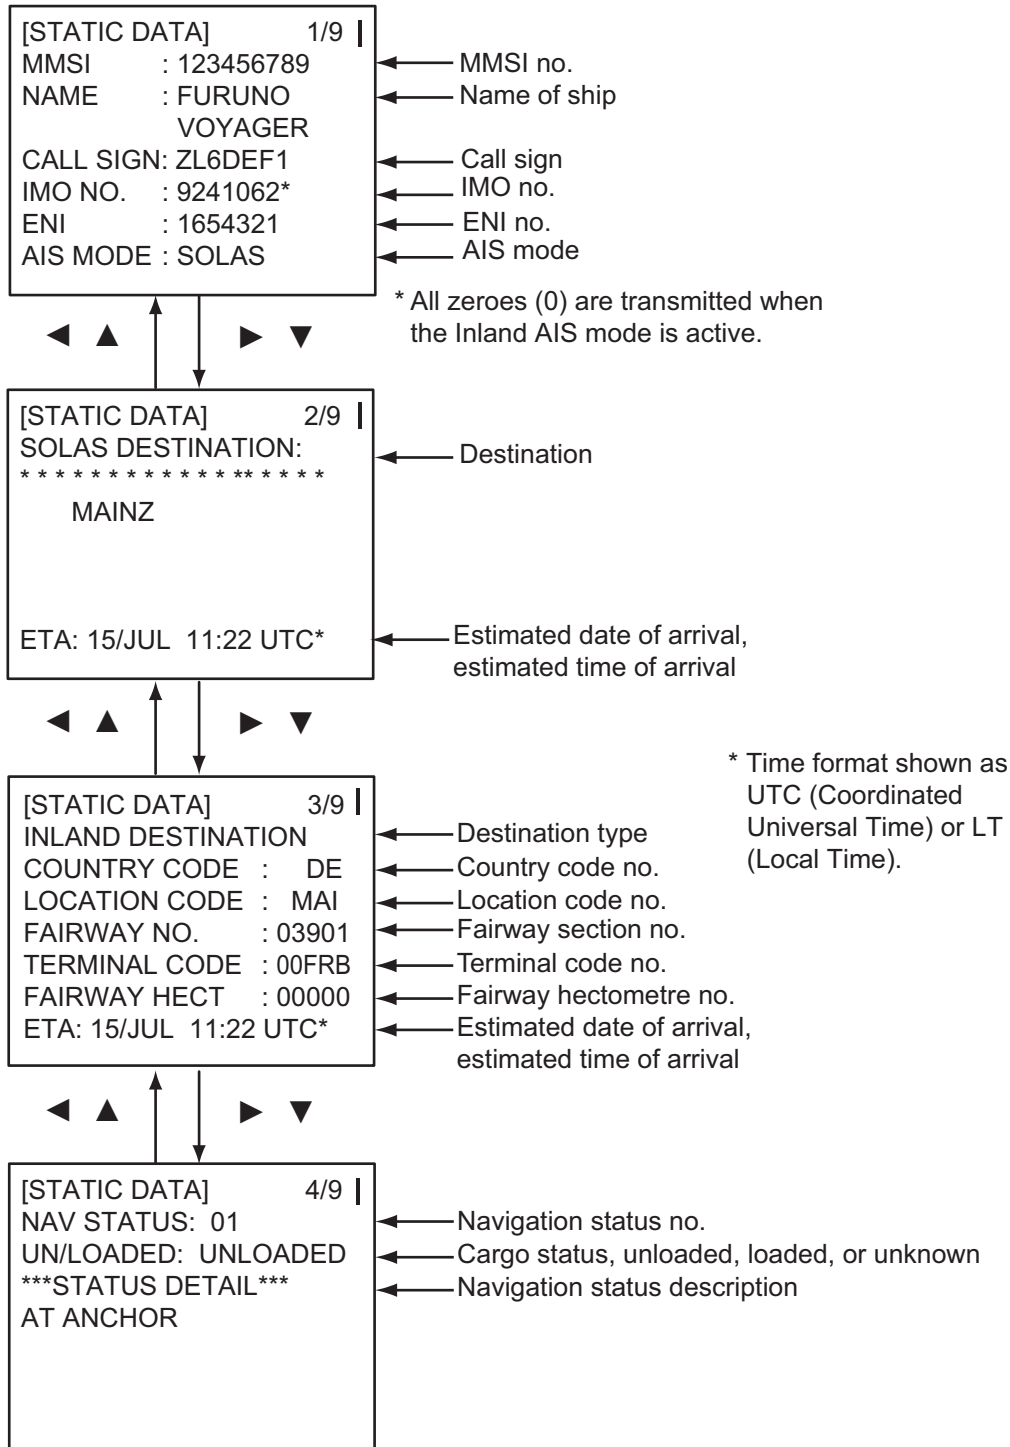 [STATIC DATA] 1/9
MMSI : 123456789
NAME : FURUNO
VOYAGER
CALL SIGN: ZL6DEF1
IMO NO. : 9241062*
ENI : 1654321
AIS MODE : SOLAS
MMSI no.
Name of ship
Call sign
IMO no.
ENI no.
AIS mode
* All zeroes (0) are transmitted when
the Inland AIS mode is active.
◀ ▲ ▶ ▼
[STATIC DATA] 2/9
SOLAS DESTINATION:
* * * * * * * * * * * * ** * * * *
MAINZ
ETA: 15/JUL 11:22 UTC*
Destination
Estimated date of arrival,
estimated time of arrival
◀ ▲ ▶ ▼
* Time format shown as
UTC (Coordinated
Universal Time) or LT
(Local Time).
[STATIC DATA] 3/9
INLAND DESTINATION
COUNTRY CODE : DE
LOCATION CODE : MAI
FAIRWAY NO. : 03901
TERMINAL CODE : 00FRB
FAIRWAY HECT : 00000
ETA: 15/JUL 11:22 UTC*
Destination type
Country code no.
Location code no.
Fairway section no.
Terminal code no.
Fairway hectometre no.
Estimated date of arrival,
estimated time of arrival
◀ ▲ ▶ ▼
[STATIC DATA] 4/9
NAV STATUS: 01
UN/LOADED: UNLOADED
***STATUS DETAIL***
AT ANCHOR
Navigation status no.
Cargo status, unloaded, loaded, or unknown
Navigation status description